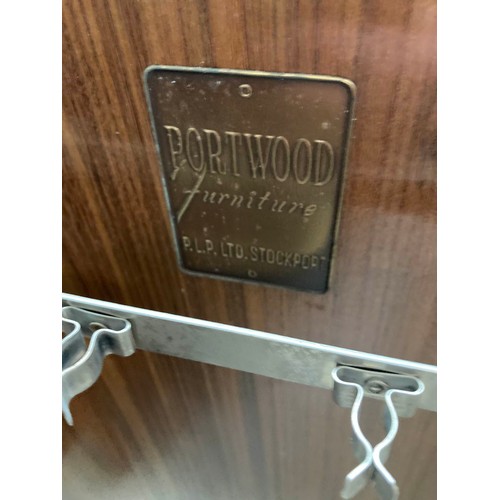 PORTWOOD
furniture
P.L.P. LTD. STOCKPORT